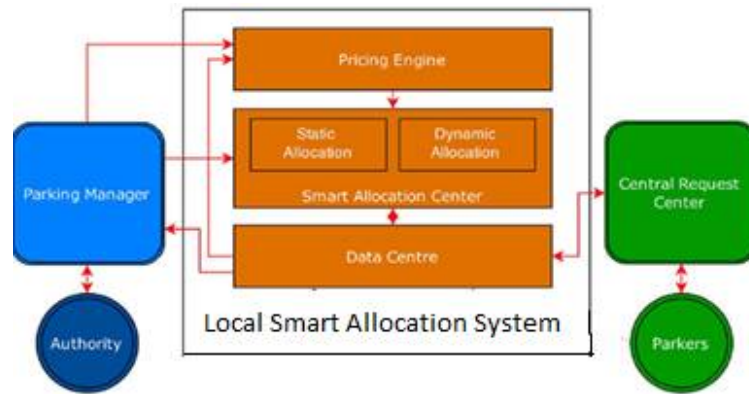 Pricing Engine
Static
Allocation
Dynamic
Allocation
Smart Allocation Center
Parking Manager
Central Request
Center
Data Centre
Local Smart Allocation System
Authority
Parkers